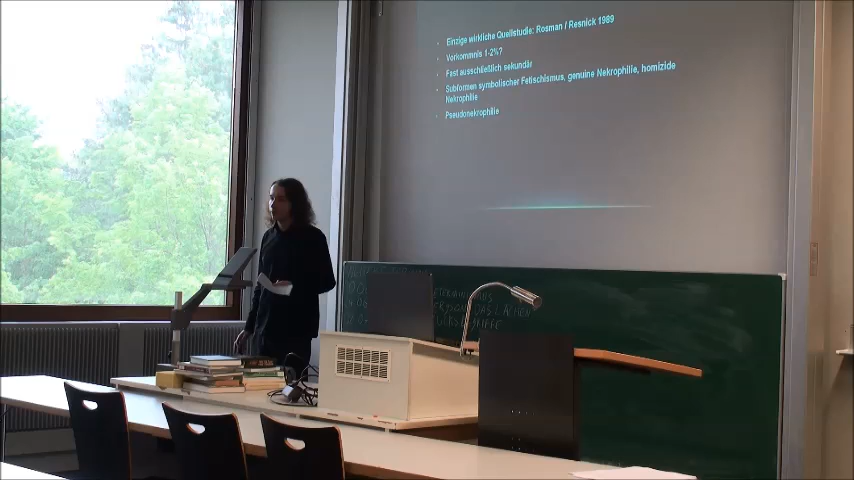 Einzige wirkliche Quellstudie: Rosman / Resnick 1989
Vorkommnis 1-2%?
Fast ausschließlich sekundär
Subformen symbolischer Fetischismus, genuine Nekrophilie, homizide
Nekrophilie
Pseudonekrophilie